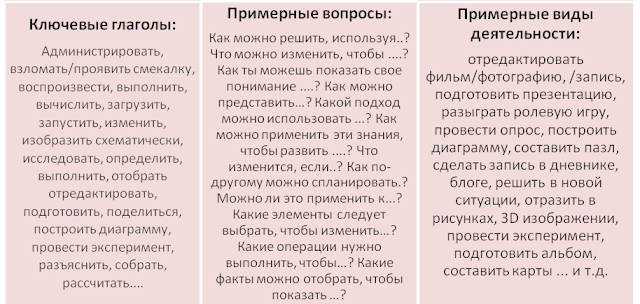 Ключевые глаголы:
Администрировать,
взломать/проявить смекалку,
воспроизвести, выполнить,
вычислить, загрузить,
запустить, изменить,
изобразить схематически,
исследовать, определить,
выполнить, отобрать
отредактировать,
подготовить, поделиться,
построить диаграмму,
провести эксперимент,
разъяснить, собрать,
рассчитать....
Примерные вопросы:
Как можно решить, используя..?
Что можно изменить, чтобы ....?
Как ты можешь показать свое
понимание ....? Как можно
представить...? Какой подход
можно использовать ...? Как
можно применить эти знания,
чтобы развить ....? Что
изменится, если..? Как по-
другому можно спланировать.?
Можно ли это применить к...?
Какие элементы следует
выбрать, чтобы изменить...?
Какие операции нужно
выполнить, чтобы...? Какие
факты можно отобрать, чтобы
показать ...?
Примерные виды
деятельности:
отредактировать
фильм/фотографию, /запись,
подготовить презентацию,
разыграть ролевую игру,
провести опрос, построить
диаграмму, составить пазл,
сделать запись в дневнике,
блоге, решить в новой
ситуации, отразить в
рисунках, 3D изображении,
провести эксперимент,
подготовить альбом,
составить карты ... и т.д.